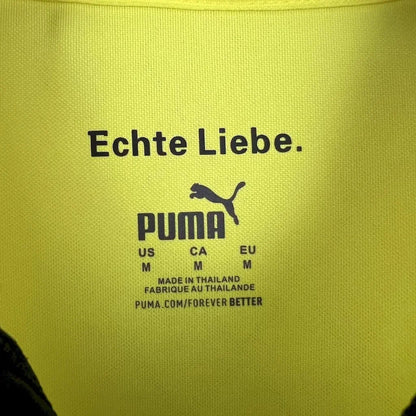 Echte Liebe.
PUMA
US CA EU
M M M
MADE IN THAILAND
FABRIQUE AU THAILANDE
PUMA.COM/FOREVER BETTER